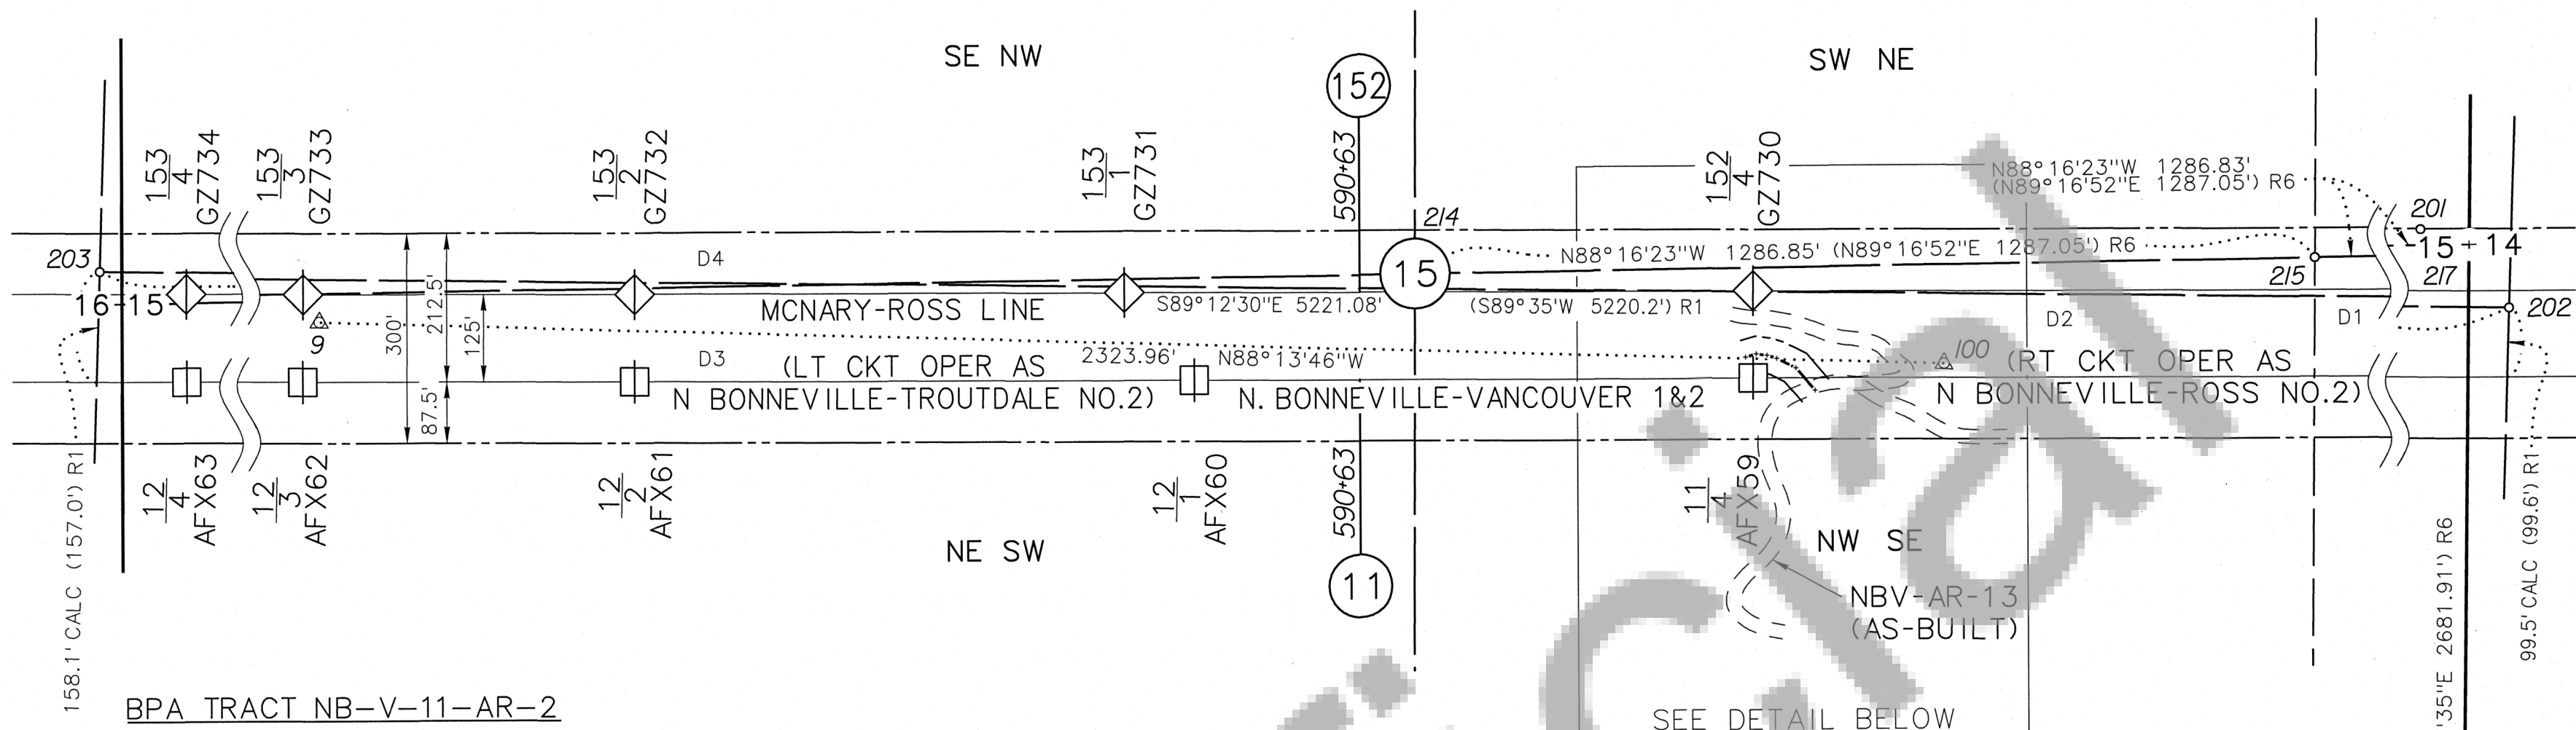 SE NW
SW NE
152
590+63
153
4
GZ734
153
3
GZ733
153
2
GZ732
153
1
GZ731
152
4
GZ730
N88°16'23"W 1286.83'
(N89°16'52"E 1287.05') R6
201
15+14
214
203
D4
N88°16'23"W 1286.85' (N89°16'52"E 1287.05') R6
15
215
217
16-15
MCNARY-ROSS LINE
S89°12'30"E 5221.08'
(S89°35'W 5220.2') R1
D2
D1
202
9
300'
212.5'
125'
87.5'
D3
(LT CKT OPER AS
2323.96'
N88°13'46"W
100
(RT CKT OPER AS
N BONNEVILLE-TROUTDALE NO.2)
N. BONNEVILLE-VANCOUVER 1&2
N BONNEVILLE-ROSS NO.2)
12
4
AFX63
12
3
AFX62
12
2
AFX61
12
1
AFX60
590+63
11
4
AFX59
NE SW
NW SE
11
NBV-AR-13
(AS-BUILT)
158.1' CALC (157.0') R1
'35"E 2681.91') R6
99.5' CALC (99.6') R1
BPA TRACT NB-V-11-AR-2
SEE DETAIL BELOW